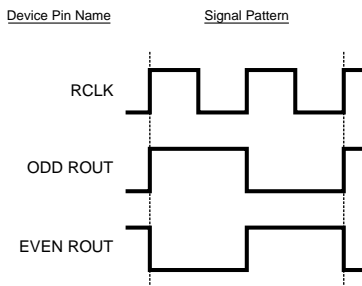 Device Pin Name Signal Pattern
RCLK
ODD ROUT
EVEN ROUT